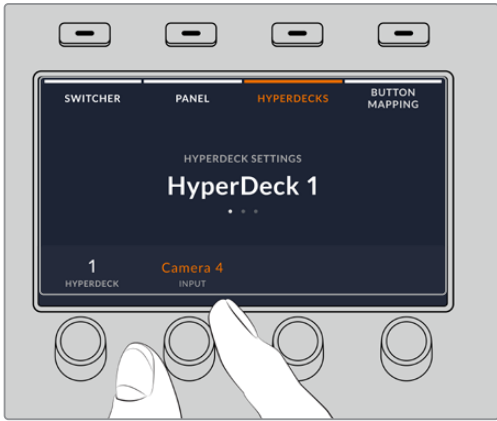 SWITCHER
PANEL
HYPERDECKS
BUTTON
MAPPING
HYPERDECK SETTINGS
HyperDeck 1
1
HYPERDECK
Camera 4
INPUT